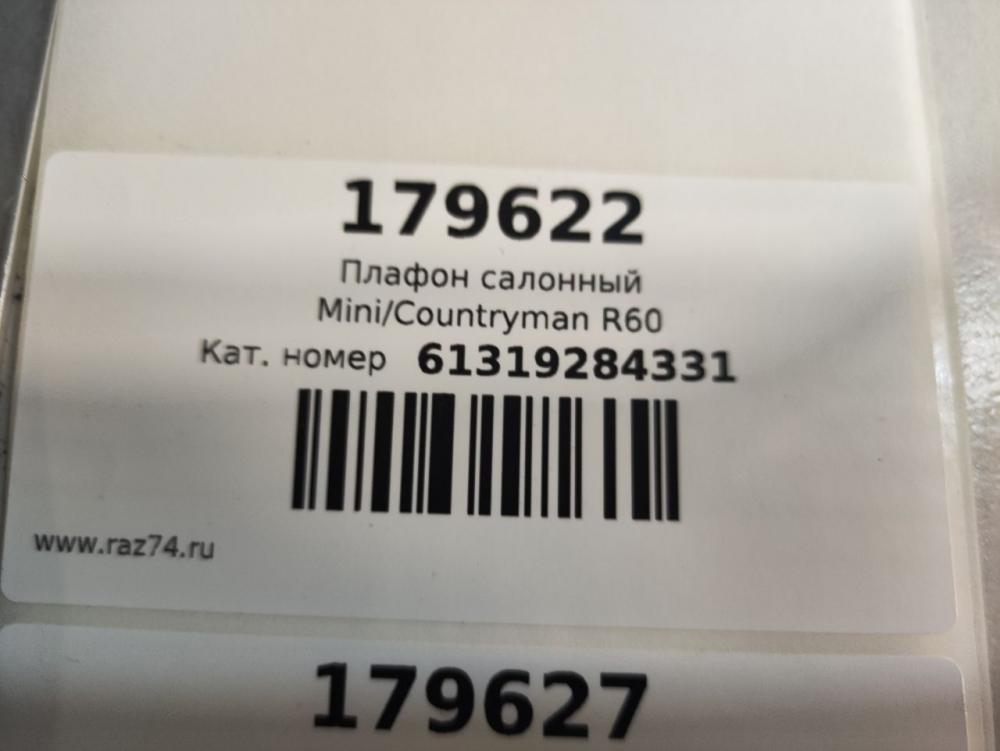 179622
Плафон салонный
Mini/Countryman R60
Кат. номер 61319284331
www.raz74.ru
179627